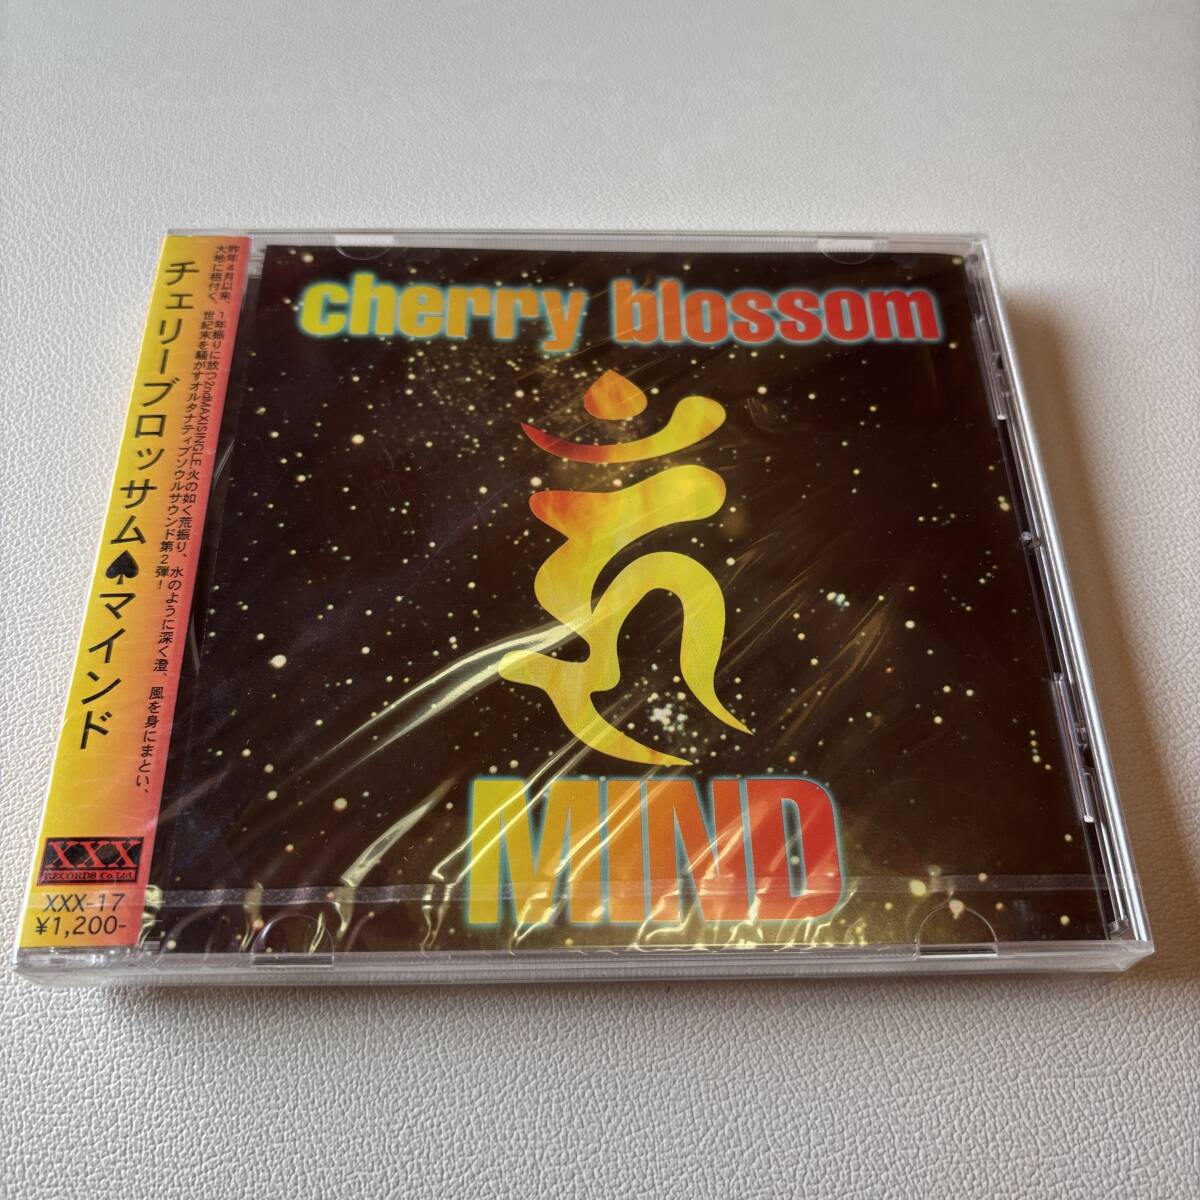 cherry blossom
MIND
昨年4月以来、1年振りに放つ2ndMAXISINGLE火の如く荒振り、水のように深く澄、風を身にまとい、
大地に根付く、世紀末を騒がすオルタナティブソウルサウンド第2弾！
チェリーブロッサム♠マインド
XXX
RECORDS Co.Ltd.
XXX-17
¥1,200-